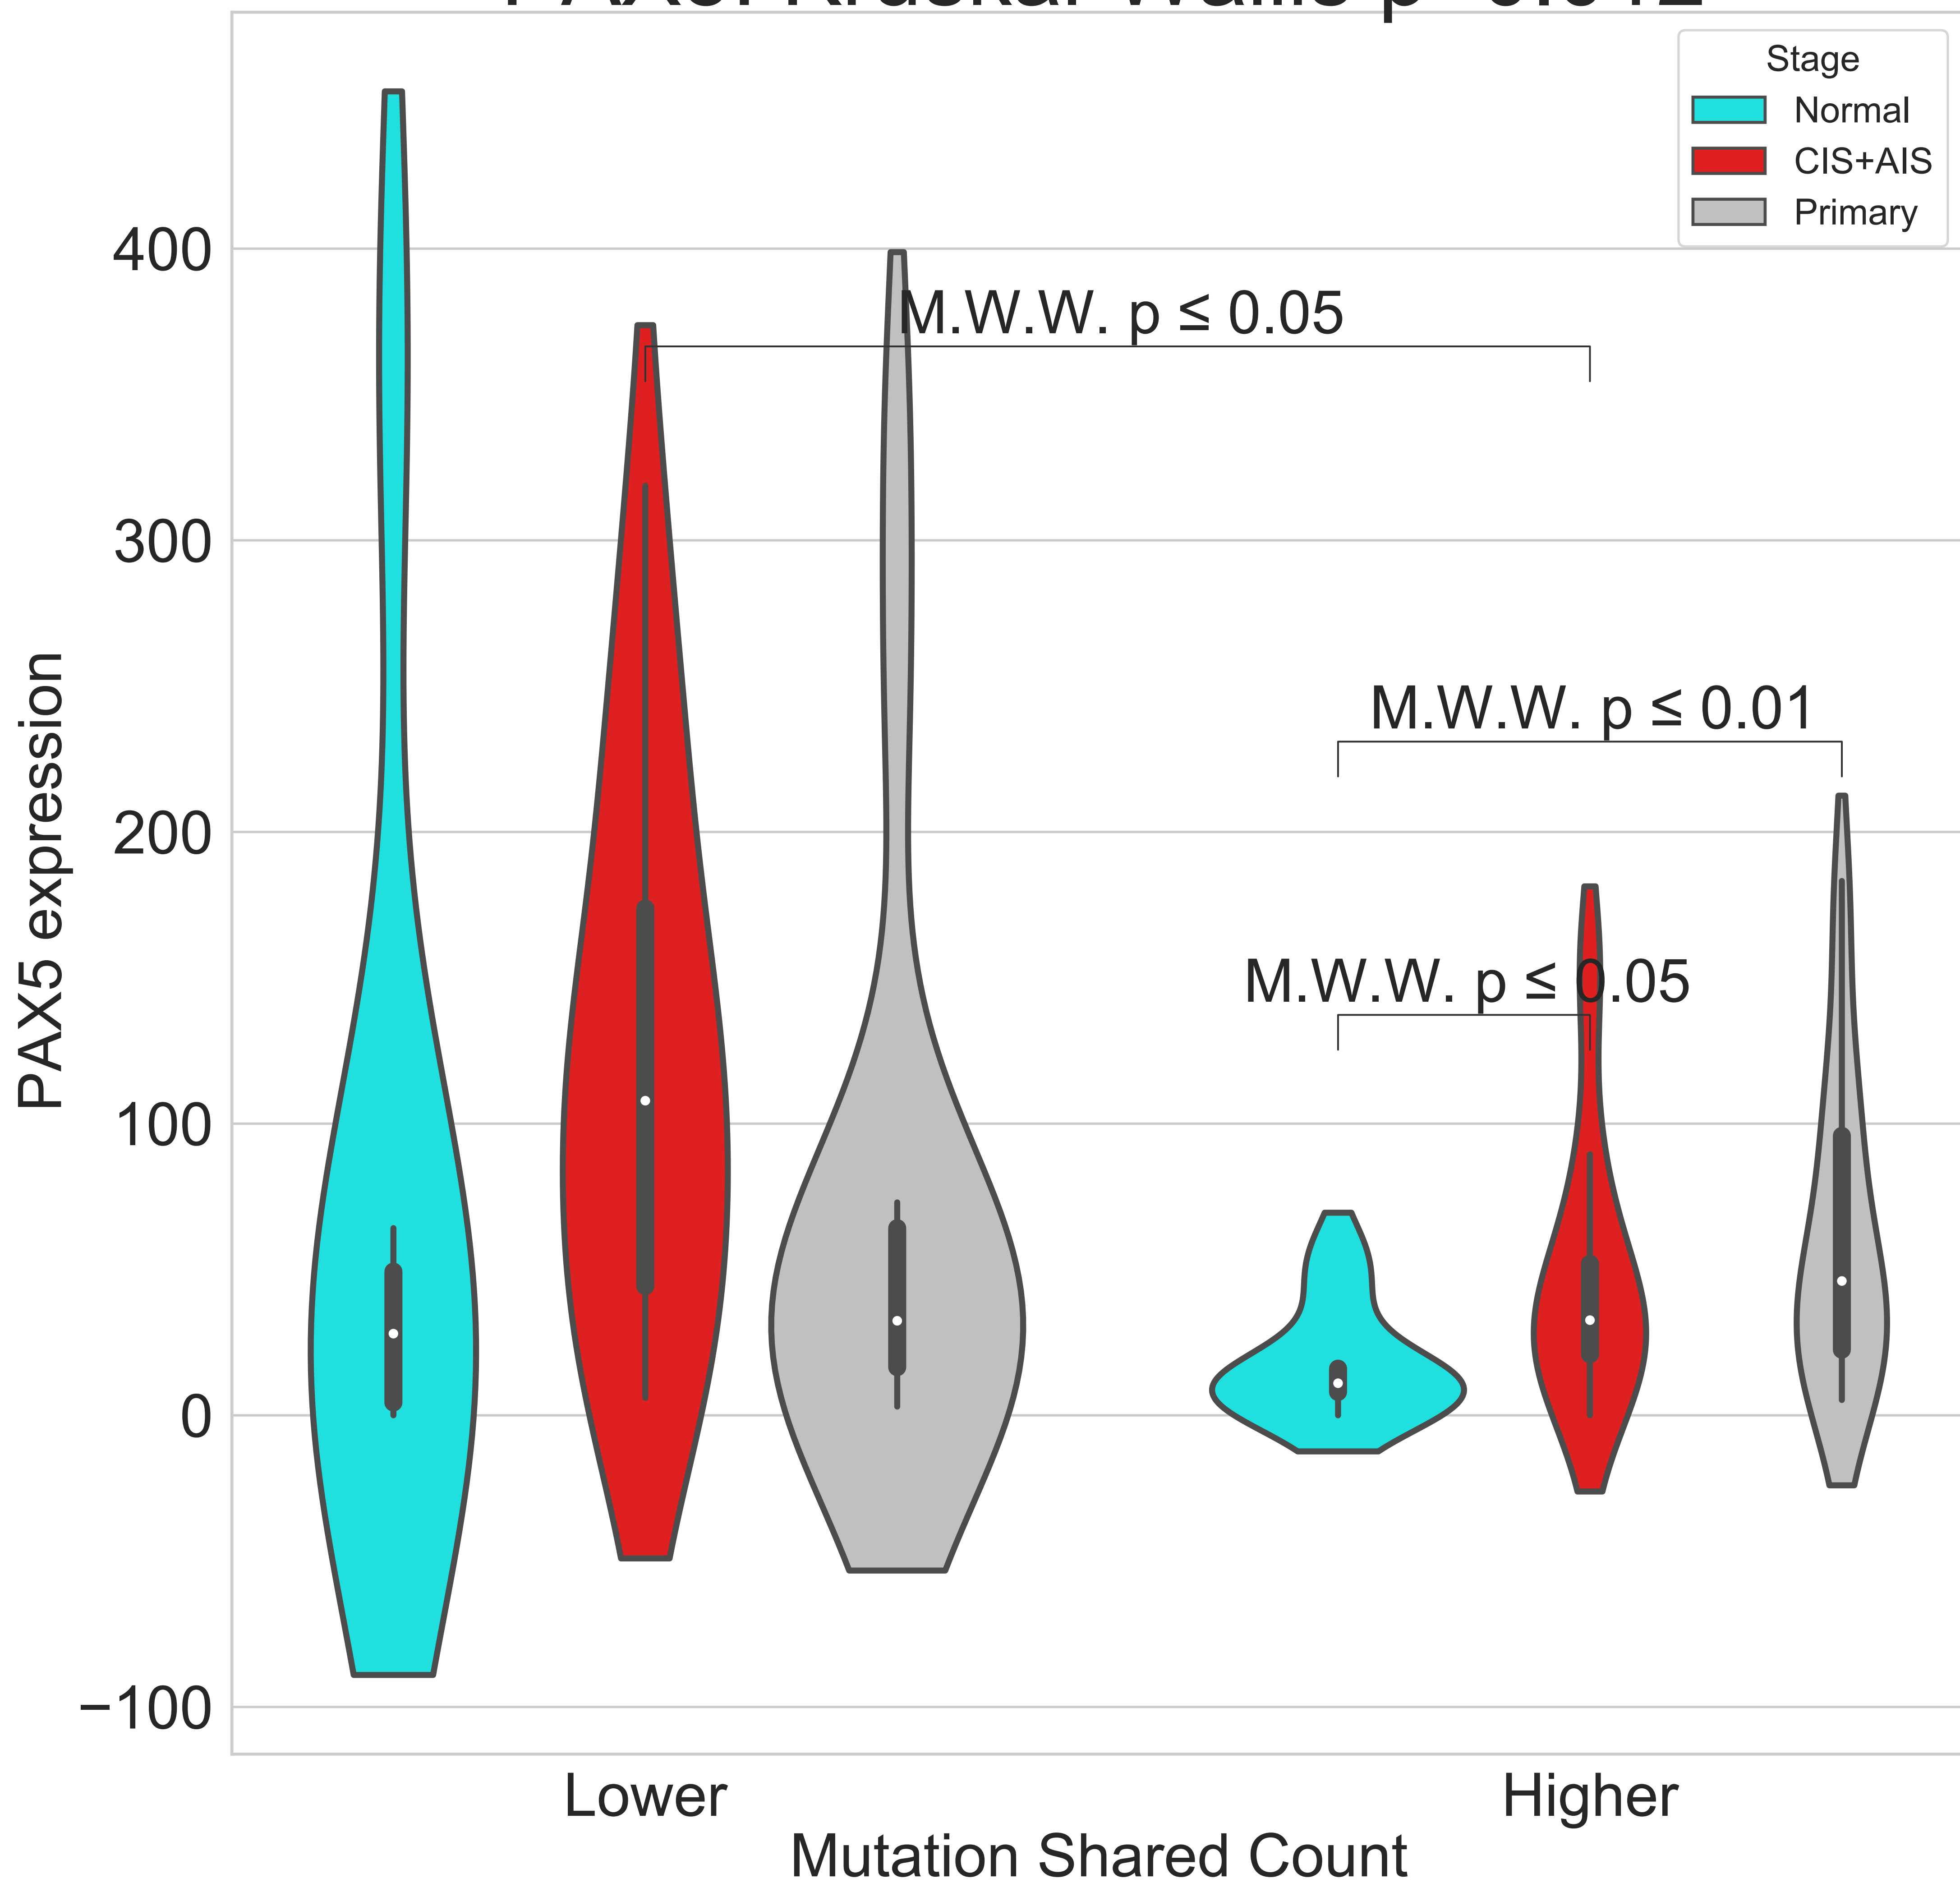 Stage
Normal
CIS+AIS
Primary
400
300
200
100
0
−100
PAX5 expression
M.W.W. p ≤ 0.05
M.W.W. p ≤ 0.01
M.W.W. p ≤ 0.05
Lower
Higher
Mutation Shared Count